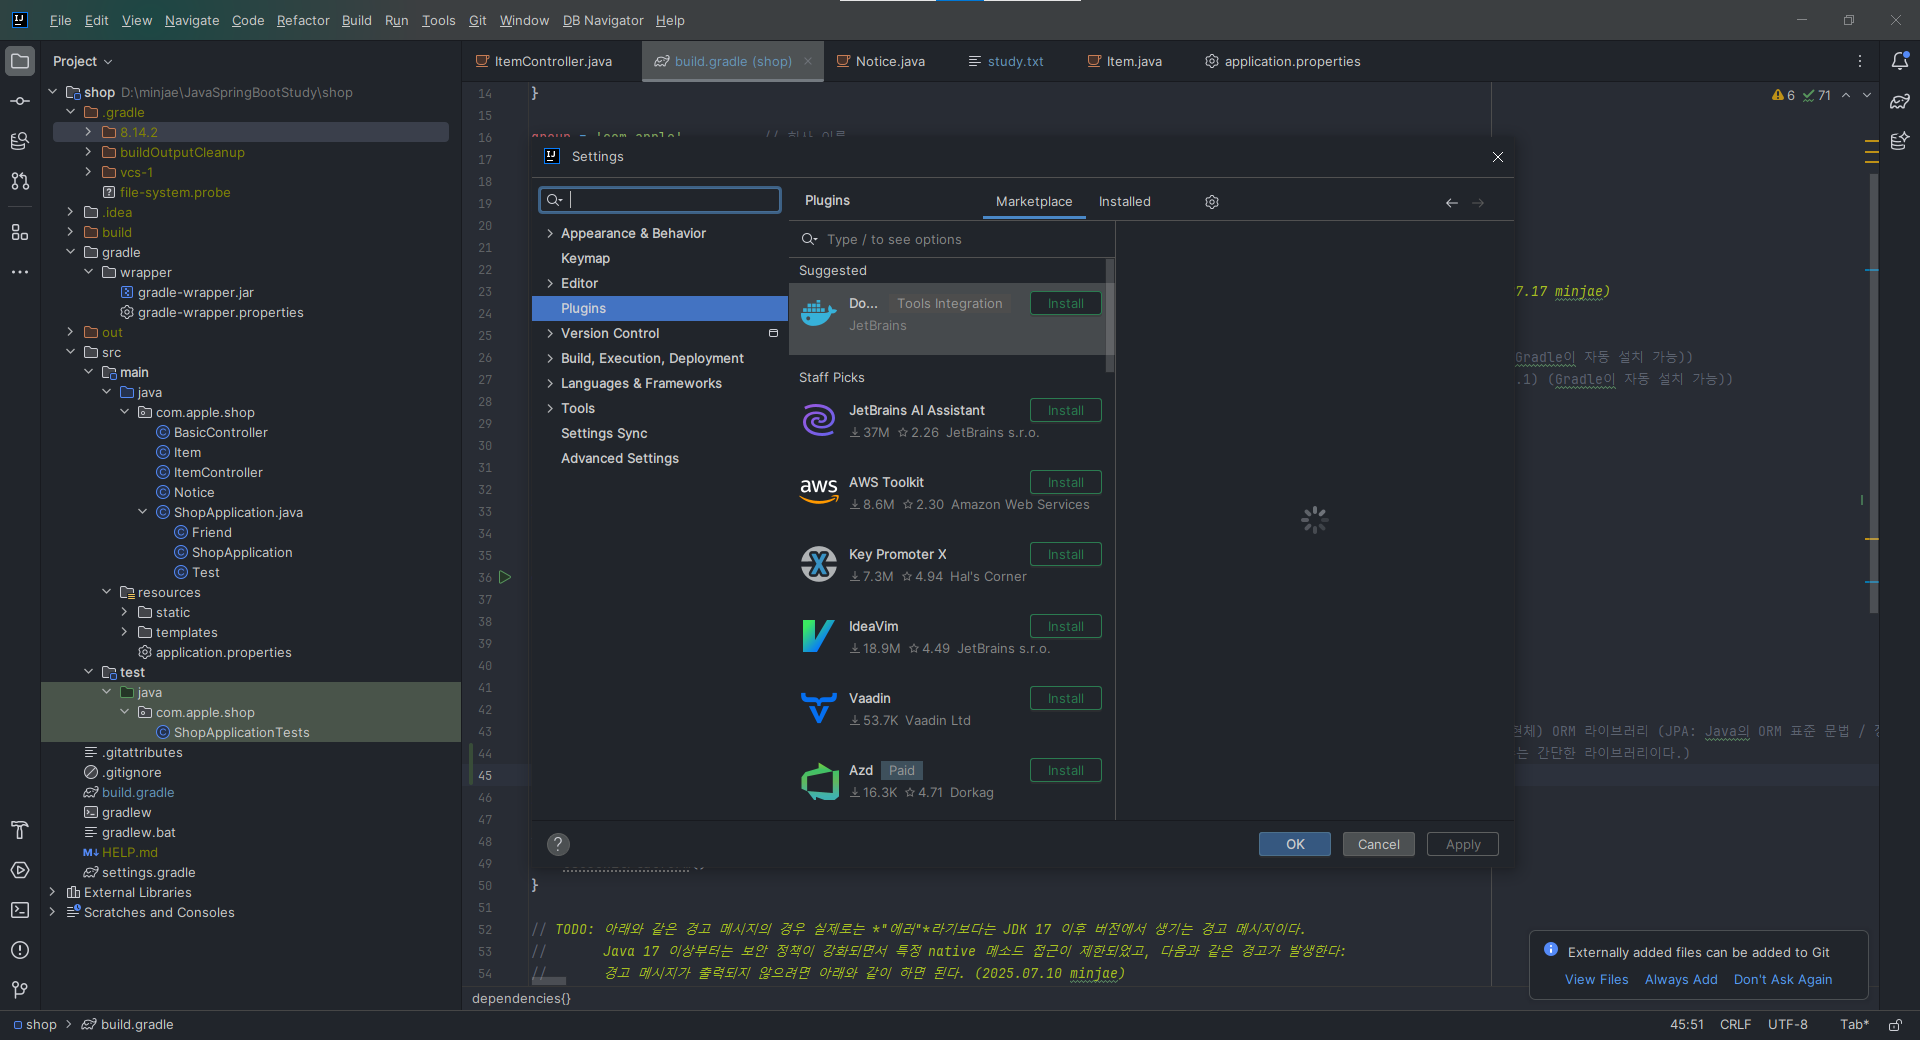 File Edit View Navigate Code Refactor Build Run Tools Git Window DB Navigator Help
Project
ItemController.java
build.gradle (shop)
Notice.java
study.txt
Item.java
application.properties
shop D:\minjae\JavaSpringBootStudy\shop
.gradle
8.14.2
buildOutputCleanup
vcs-1
file-system.probe
.idea
build
gradle
wrapper
gradle-wrapper.jar
gradle-wrapper.properties
out
src
main
java
com.apple.shop
BasicController
Item
ItemController
Notice
ShopApplication.java
Friend
ShopApplication
Test
resources
static
templates
application.properties
test
java
com.apple.shop
ShopApplicationTests
.gitattributes
.gitignore
build.gradle
gradlew
gradlew.bat
HELP.md
settings.gradle
External Libraries
Scratches and Consoles
6 71
14 }
15
16 group = 'com.apple' // 회사 이름
17
18
19
20
21
22
23 7.17 minjae)
24
25
26 Gradle이 자동 설치 가능))
27 .1) (Gradle이 자동 설치 가능))
28
29
30
31
32
33
34
35
36
37
38
39
40
41
42
43 현체) ORM 라이브러리 (JPA: Java의 ORM 표준 문법 /
44 는 간단한 라이브러리이다.)
45
46
47
48
49
50 }
51
52 // TODO: 아래와 같은 경고 메시지의 경우 실제로는 *"에러"*라기보다는 JDK 17 이후 버전에서 생기는 경고 메시지이다.
53 // Java 17 이상부터는 보안 정책이 강화되면서 특정 native 메소드 접근이 제한되었고, 다음과 같은 경고가 발생한다:
54 // 경고 메시지가 출력되지 않으려면 아래와 같이 하면 된다. (2025.07.10 minjae)
dependencies{}
Settings
Appearance & Behavior
Keymap
Editor
Plugins
Version Control
Build, Execution, Deployment
Languages & Frameworks
Tools
Settings Sync
Advanced Settings
Plugins
Marketplace
Installed
Type / to see options
Suggested
Do... Tools Integration Install
JetBrains
Staff Picks
JetBrains AI Assistant Install
37M 2.26 JetBrains s.r.o.
AWS Toolkit Install
8.6M 2.30 Amazon Web Services
Key Promoter X Install
7.3M 4.94 Hal's Corner
IdeaVim Install
18.9M 4.49 JetBrains s.r.o.
Vaadin Install
53.7K Vaadin Ltd
Azd Paid Install
16.3K 4.71 Dorkag
?
OK
Cancel
Apply
Externally added files can be added to Git
View Files Always Add Don't Ask Again
shop > build.gradle
45:51 CRLF UTF-8 Tab*